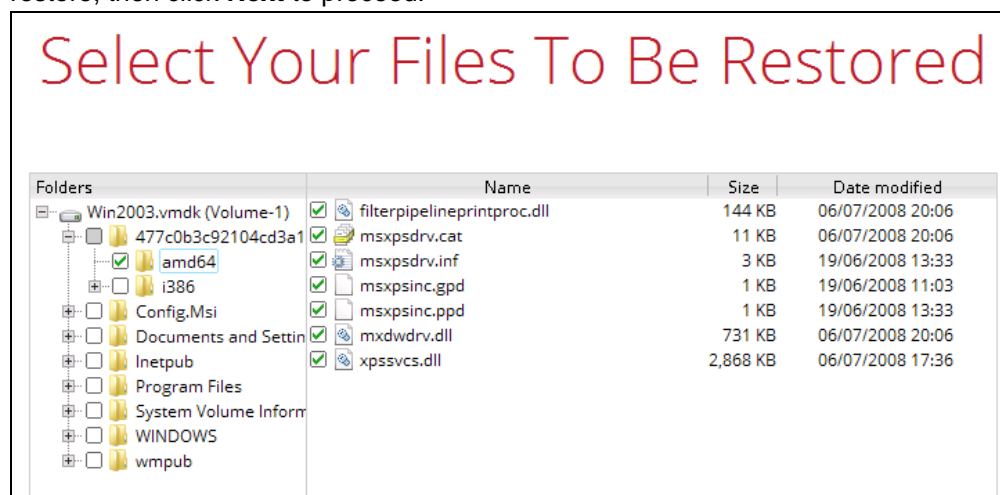 Select Your Files To Be Restored
Folders Name Size Date modified
Win2003.vmdk (Volume-1) filterpipelineprintproc.dll 144 KB 06/07/2008 20:06
477c0b3c92104cd3a1 msxpsdrv.cat 11 KB 06/07/2008 20:06
amd64 msxpsdrv.inf 3 KB 19/06/2008 13:33
i386 msxpsinc.gpd 1 KB 19/06/2008 11:03
Config.Msi msxpsinc.ppd 1 KB 19/06/2008 13:33
Documents and Settin mxdwdrv.dll 731 KB 06/07/2008 20:06
Inetpub xpssvcs.dll 2,868 KB 06/07/2008 17:36
Program Files
System Volume Inform
WINDOWS
wmpub